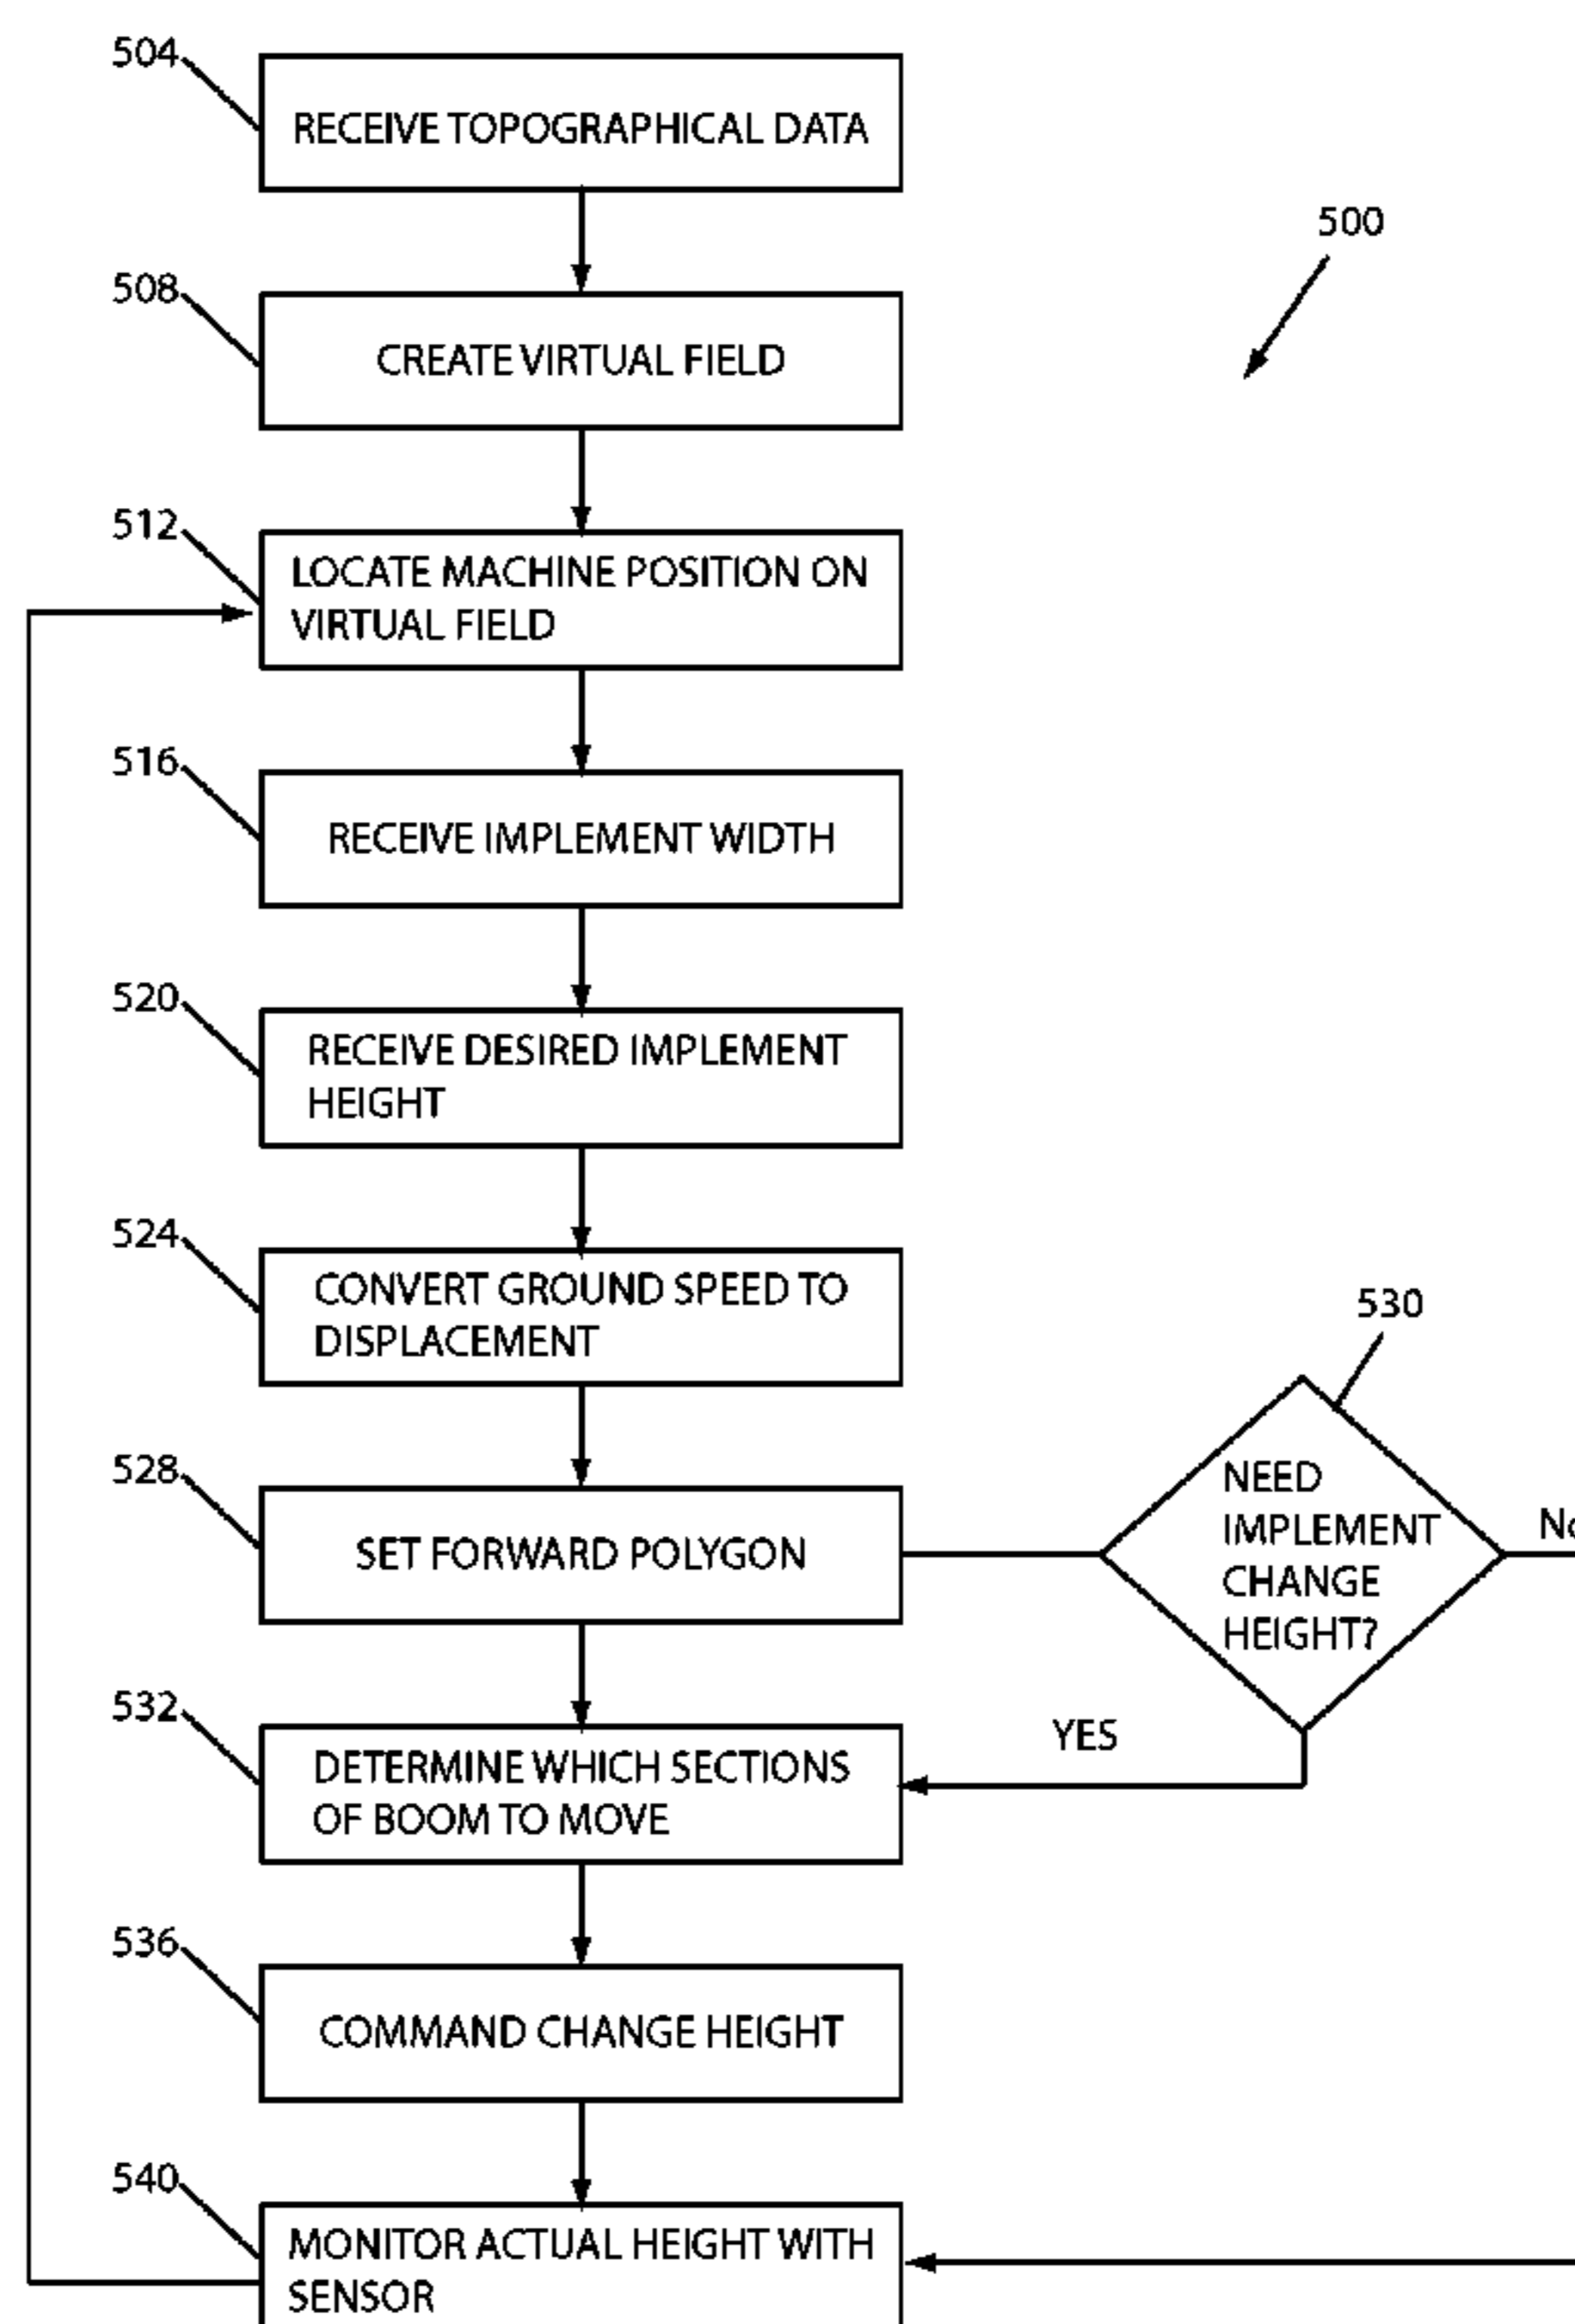 504
RECEIVE TOPOGRAPHICAL DATA
500
508
CREATE VIRTUAL FIELD
512
LOCATE MACHINE POSITION ON
VIRTUAL FIELD
516
RECEIVE IMPLEMENT WIDTH
520
RECEIVE DESIRED IMPLEMENT
HEIGHT
524
CONVERT GROUND SPEED TO
DISPLACEMENT
528
SET FORWARD POLYGON
530
NEED
IMPLEMENT
CHANGE
HEIGHT?
No
532
DETERMINE WHICH SECTIONS
OF BOOM TO MOVE
YES
536
COMMAND CHANGE HEIGHT
540
MONITOR ACTUAL HEIGHT WITH
SENSOR